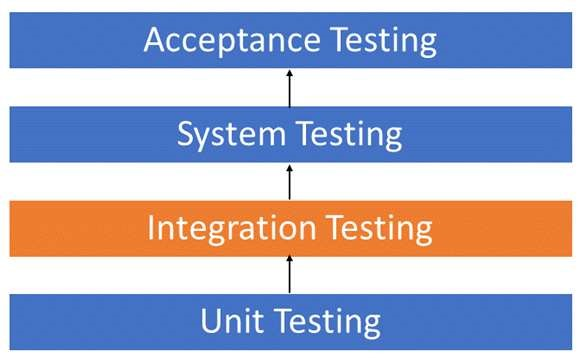 Acceptance Testing
System Testing
Integration Testing
Unit Testing